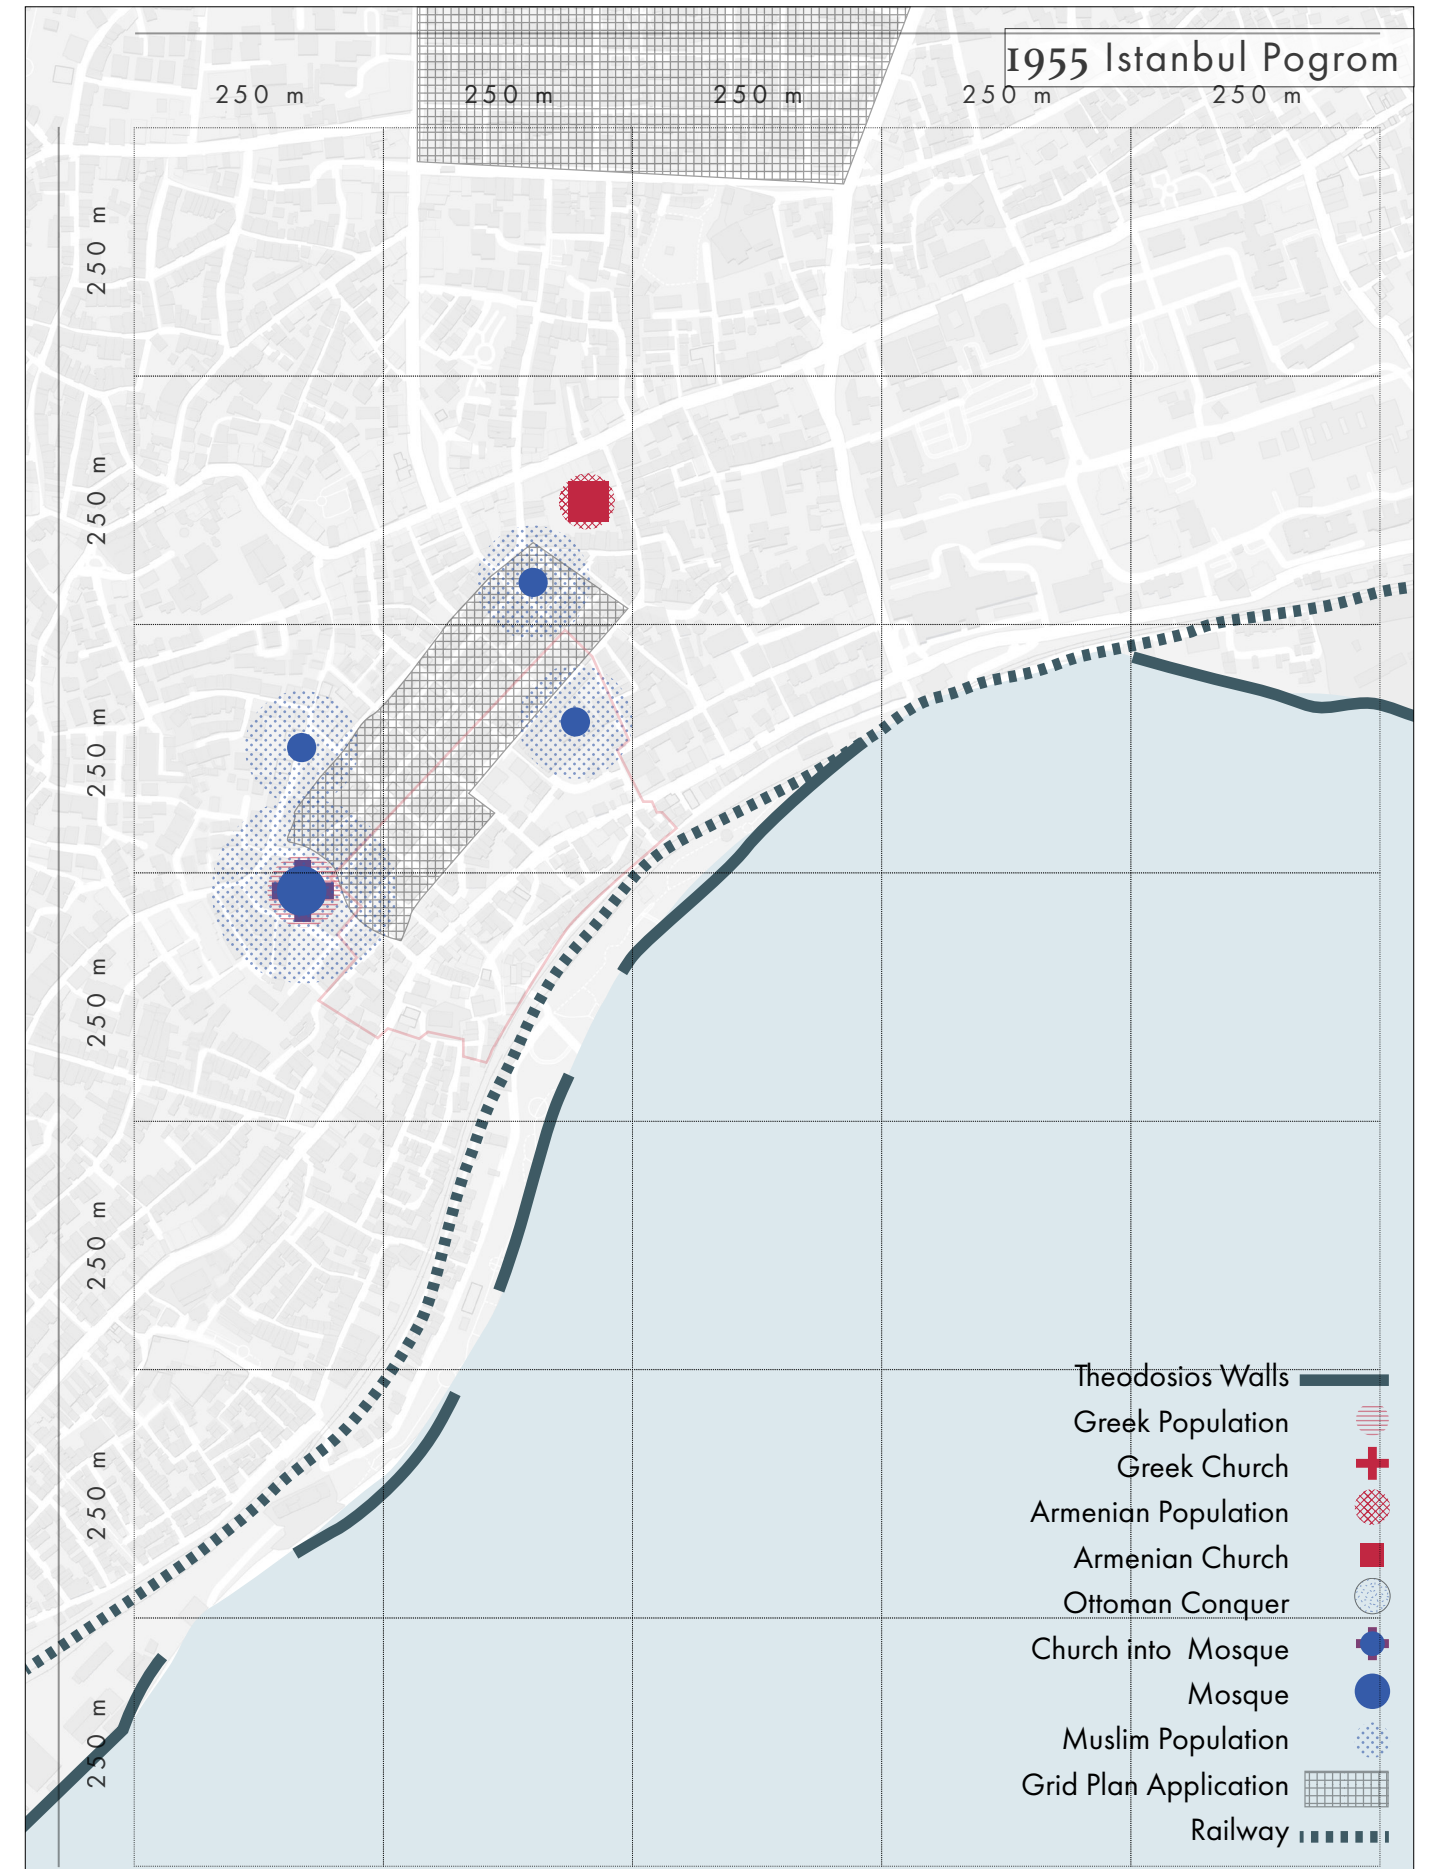 1955 Istanbul Pogrom
250 m
250 m
250 m
250 m
250 m
250 m
250 m
250 m
250 m
250 m
250 m
250 m
Theodosios Walls
Greek Population
Greek Church
Armenian Population
Armenian Church
Ottoman Conquer
Church into Mosque
Mosque
Muslim Population
Grid Plan Application
Railway